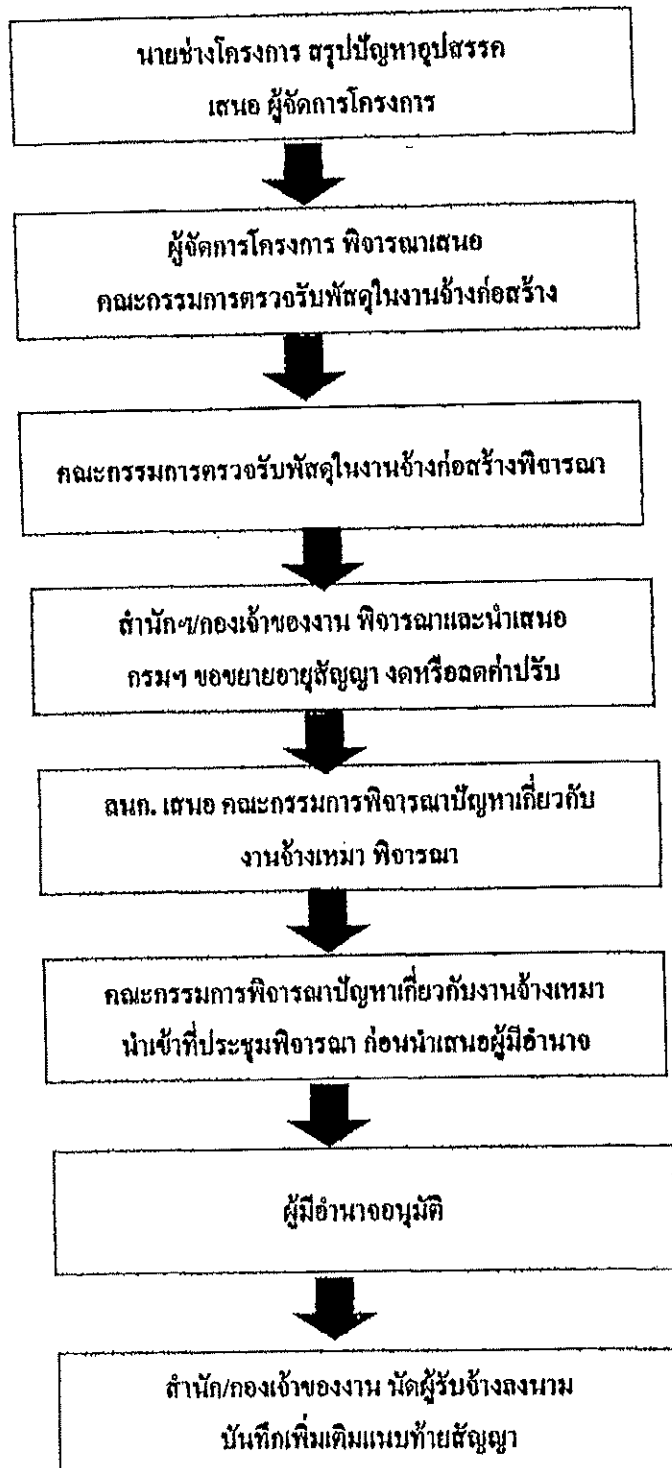 นายช่างโครงการ สรุปปัญหาอุปสรรค
เสนอ ผู้จัดการโครงการ
ผู้จัดการโครงการ พิจารณาเสนอ
คณะกรรมการตรวจรับพัสดุในงานจ้างก่อสร้าง
คณะกรรมการตรวจรับพัสดุในงานจ้างก่อสร้างพิจารณา
สำนักฯ/กองเจ้าของงาน พิจารณาและนำเสนอ
กรมฯ ขอขยายอายุสัญญา งดหรือลดค่าปรับ
สนก. เสนอ คณะกรรมการพิจารณาปัญหาเกี่ยวกับ
งานจ้างเหมา พิจารณา
คณะกรรมการพิจารณาปัญหาเกี่ยวกับงานจ้างเหมา
นำเข้าที่ประชุมพิจารณา ก่อนนำเสนอผู้มีอำนาจ
ผู้มีอำนาจอนุมัติ
สำนัก/กองเจ้าของงาน นัดผู้รับจ้างลงนาม
บันทึกเพิ่มเติมแนบท้ายสัญญา